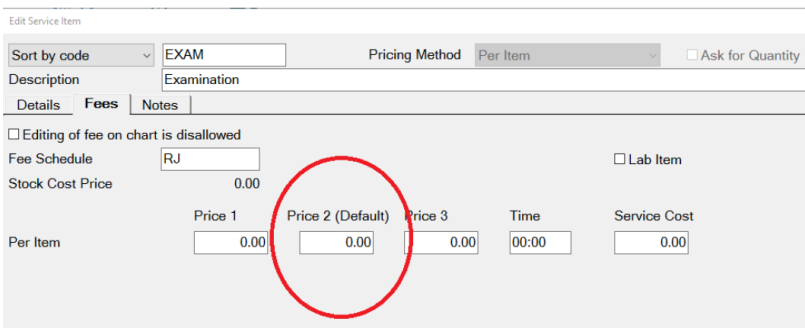 Edit Service Item
Sort by code EXAM Pricing Method Per Item Ask for Quantity
Description Examination
Details Fees Notes
Editing of fee on chart is disallowed
Fee Schedule RJ Lab Item
Stock Cost Price 0.00
Price 1 Price 2 (Default) Price 3 Time Service Cost
Per Item 0.00 0.00 0.00 00:00 0.00